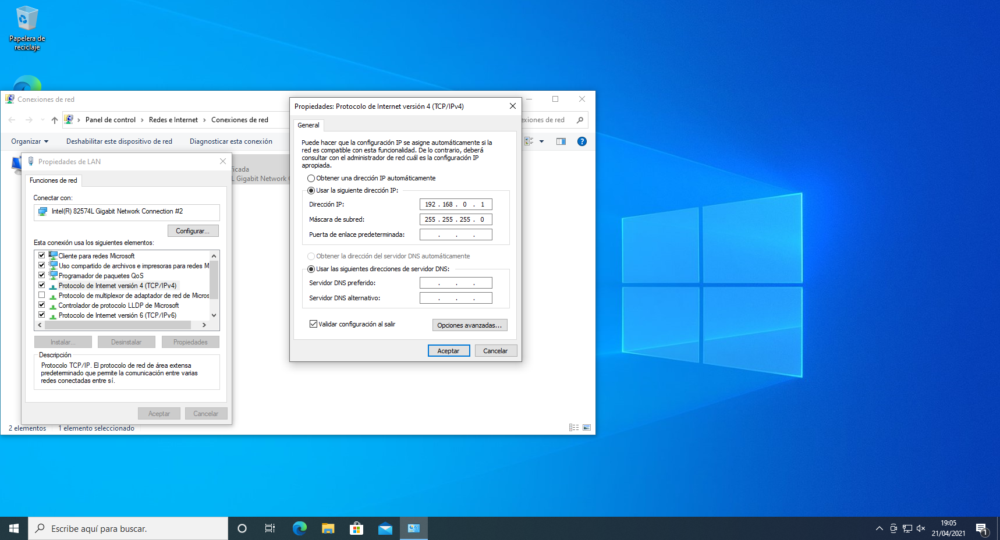 Papelera de
reciclaje
Conexiones de red
Panel de control
Redes e Internet
Conexiones de red
exiones de red
Organizar
Deshabilitar este dispositivo de red
Diagnosticar esta conexión
ficada
L Gigabit Network C
2 elementos
1 elemento seleccionado
Propiedades de LAN
Funciones de red
Conectar con:
Intel(R) 82574L Gigabit Network Connection #2
Configurar...
Esta conexión usa los siguientes elementos:
Cliente para redes Microsoft
Uso compartido de archivos e impresoras para redes M
Programador de paquetes QoS
Protocolo de Internet versión 4 (TCP/IPv4)
Protocolo de multiplexor de adaptador de red de Micros
Controlador de protocolo LLDP de Microsoft
Protocolo de Internet versión 6 (TCP/IPv6)
Instalar...
Desinstalar
Propiedades
Descripción
Protocolo TCP/IP. El protocolo de red de área extensa
predeterminado que permite la comunicación entre varias
redes conectadas entre sí.
Aceptar
Cancelar
Propiedades: Protocolo de Internet versión 4 (TCP/IPv4)
General
Puede hacer que la configuración IP se asigne automáticamente si la
red es compatible con esta funcionalidad. De lo contrario, deberá
consultar con el administrador de red cuál es la configuración IP
apropiada.
Obtener una dirección IP automáticamente
Usar la siguiente dirección IP:
Dirección IP: 192 . 168 . 0 . 1
Máscara de subred: 255 . 255 . 255 . 0
Puerta de enlace predeterminada: . . .
Obtener la dirección del servidor DNS automáticamente
Usar las siguientes direcciones de servidor DNS:
Servidor DNS preferido: . . .
Servidor DNS alternativo: . . .
Validar configuración al salir
Opciones avanzadas...
Aceptar
Cancelar
Escribe aquí para buscar.
19:05
21/04/2021
1